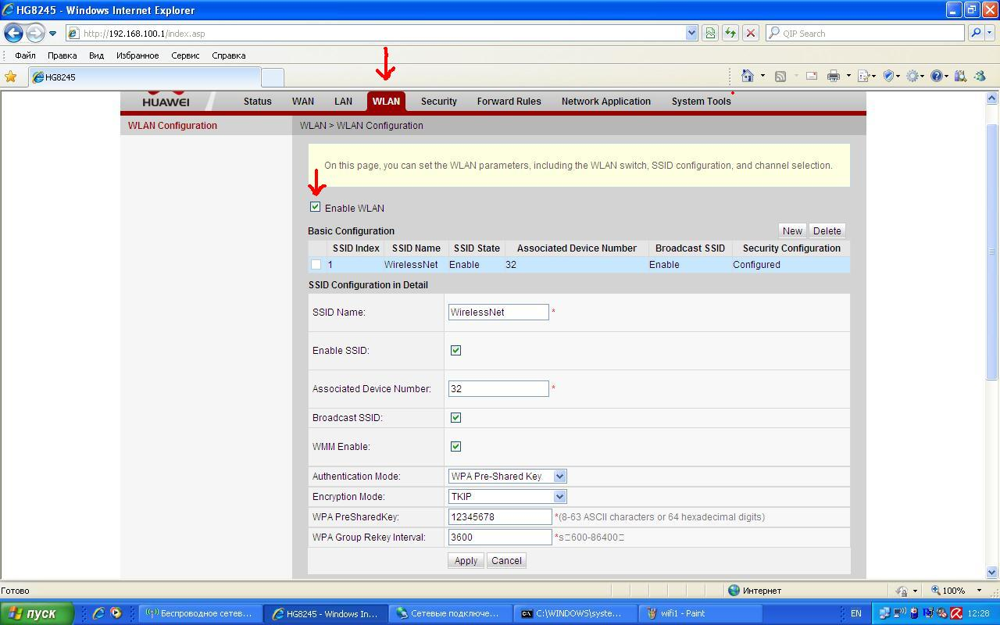 HG8245 - Windows Internet Explorer
http://192.168.100.1/index.asp
QIP Search
Файл Правка Вид Избранное Сервис Справка
HG8245
HUAWEI
Status WAN LAN WLAN Security Forward Rules Network Application System Tools
WLAN Configuration
WLAN > WLAN Configuration
On this page, you can set the WLAN parameters, including the WLAN switch, SSID configuration, and channel selection.
Enable WLAN
Basic Configuration
New Delete
SSID Index SSID Name SSID State Associated Device Number Broadcast SSID Security Configuration
1 WirelessNet Enable 32 Enable Configured
SSID Configuration in Detail
SSID Name: WirelessNet *
Enable SSID:
Associated Device Number: 32 *
Broadcast SSID:
WMM Enable:
Authentication Mode: WPA Pre-Shared Key
Encryption Mode: TKIP
WPA PreSharedKey: 12345678 *(8-63 ASCII characters or 64 hexadecimal digits)
WPA Group Rekey Interval: 3600 *s□600-86400□
Apply Cancel
Готово
Интернет
100%
пуск
Беспроводное сетев...
HG8245 - Windows In...
Сетевые подключе...
C:\WINDOWS\syste...
wifi1 - Paint
EN
12:28